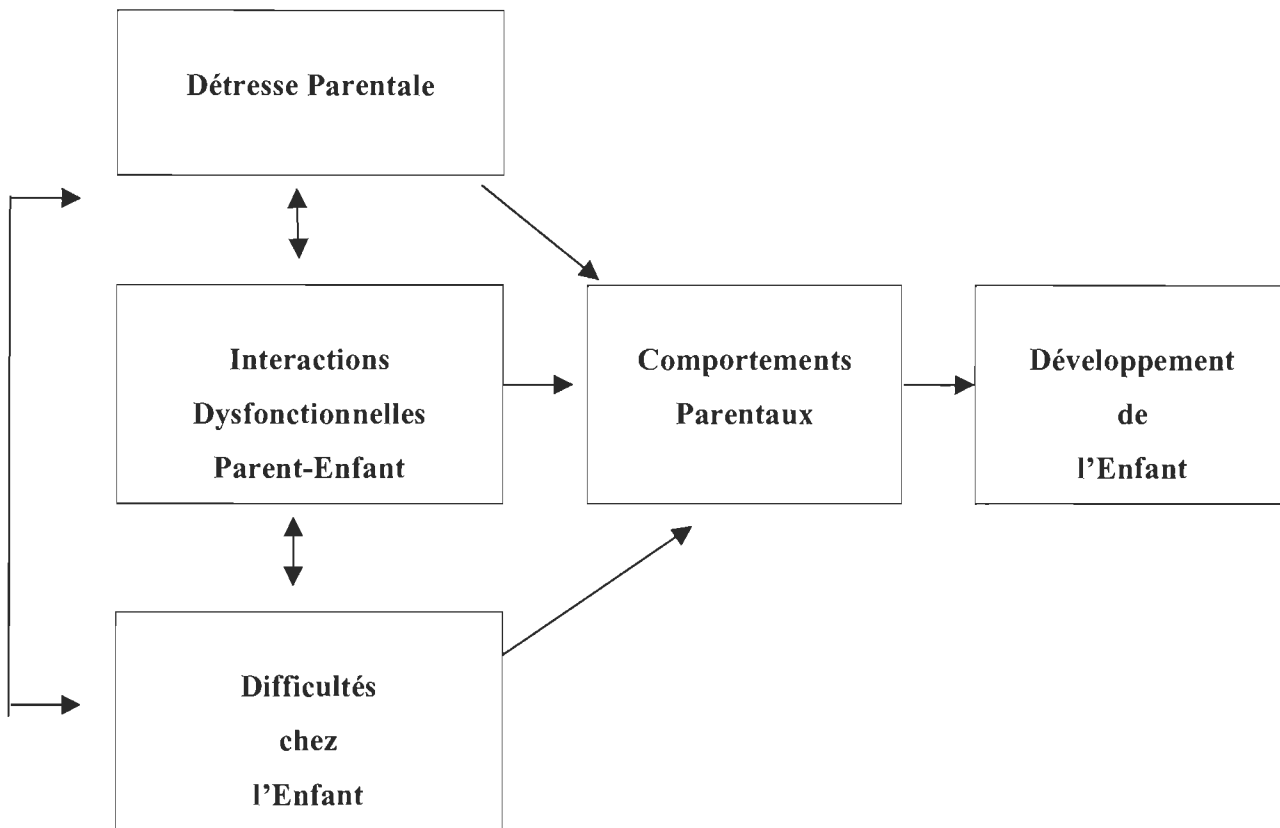 Détresse Parentale
Interactions
Dysfonctionnelles
Parent-Enfant
Comportements
Parentaux
Développement
de
l’Enfant
Difficultés
chez
l’Enfant